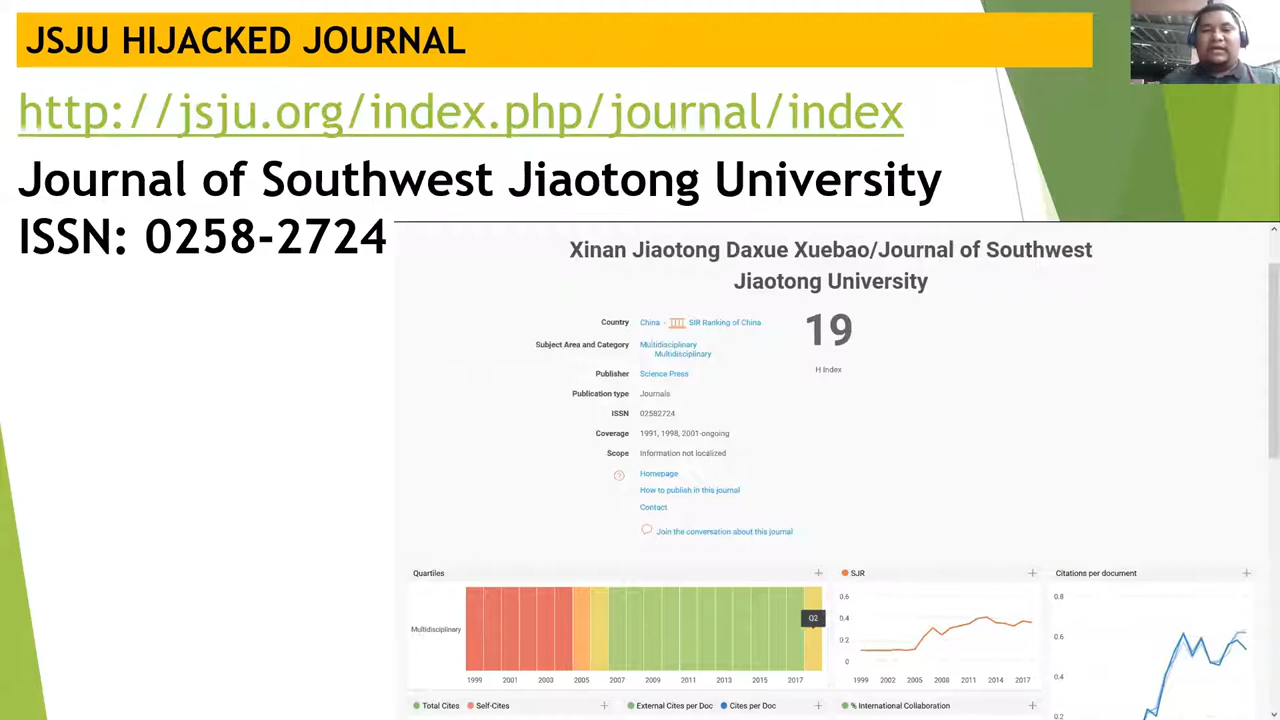 JSJU HIJACKED JOURNAL
http://jsju.org/index.php/journal/index
Journal of Southwest Jiaotong University
ISSN: 0258-2724
Xinan Jiaotong Daxue Xuebao/Journal of Southwest
Jiaotong University
Country China - SIR Ranking of China
19
H Index
Subject Area and Category Multidisciplinary
Multidisciplinary
Publisher Science Press
Publication type Journals
ISSN 02582724
Coverage 1991, 1998, 2001-ongoing
Scope Information not localized
? Homepage
How to publish in this journal
Contact
Join the conversation about this journal
Quartiles +
Multidisciplinary
Q2
1999 2001 2003 2005 2007 2009 2011 2013 2015 2017
SJR +
0.6
0.4
0.2
0
1999 2002 2005 2008 2011 2014 2017
Citations per document +
0.8
0.6
0.4
0.2
Total Cites Self-Cites +
External Cites per Doc Cites per Doc +
% International Collaboration +